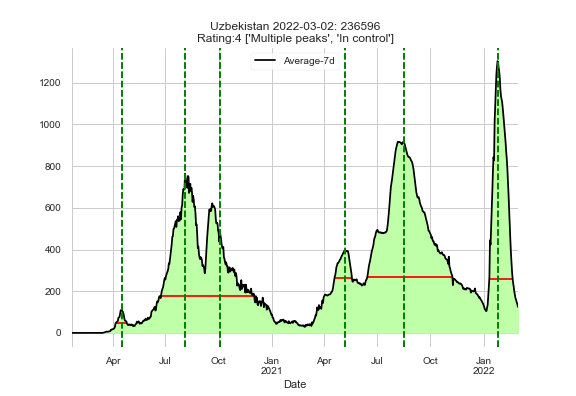 Uzbekistan 2022-03-02: 236596
Rating:4 ['Multiple peaks', 'In control']
Average-7d
1200
1000
800
600
400
200
0
Apr Jul Oct Jan Apr Jul Oct Jan
2021 2022
Date